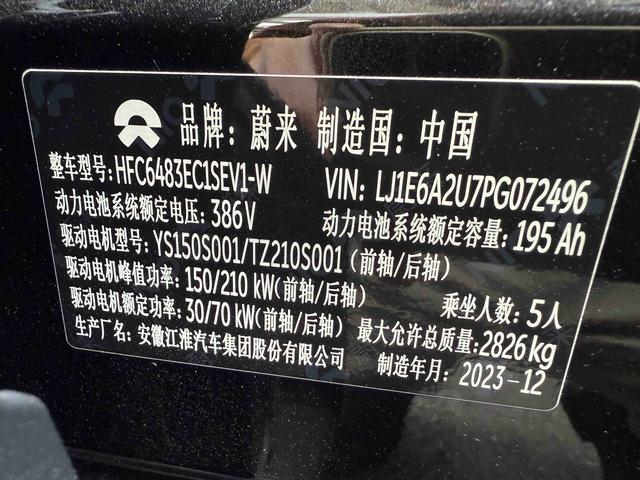 品牌：蔚来 制造国：中国
整车型号：HFC6483EC1SEV1-W VIN：LJ1E6A2U7PG072496
动力电池系统额定电压：386V 动力电池系统额定容量：195Ah
驱动电机型号：YS150S001/TZ210S001（前轴/后轴）
驱动电机峰值功率：150/210 kW(前轴/后轴) 乘坐人数：5人
驱动电机额定功率：30/70 kW(前轴/后轴) 最大允许总质量:2826kg
生产厂名：安徽江淮汽车集团股份有限公司 制造年月：2023-12